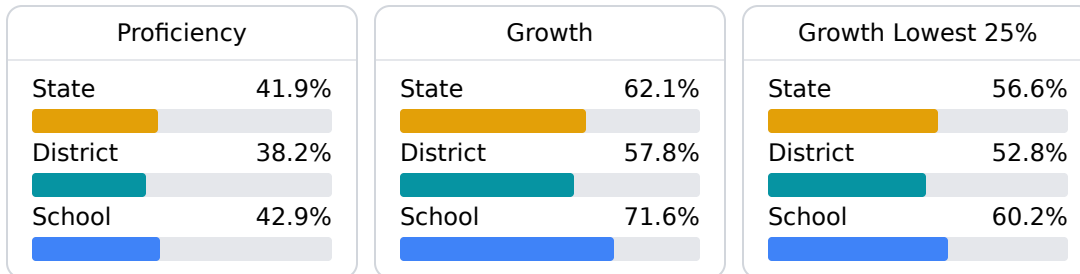 Proficiency
State 41.9%
District 38.2%
School 42.9%
Growth
State 62.1%
District 57.8%
School 71.6%
Growth Lowest 25%
State 56.6%
District 52.8%
School 60.2%